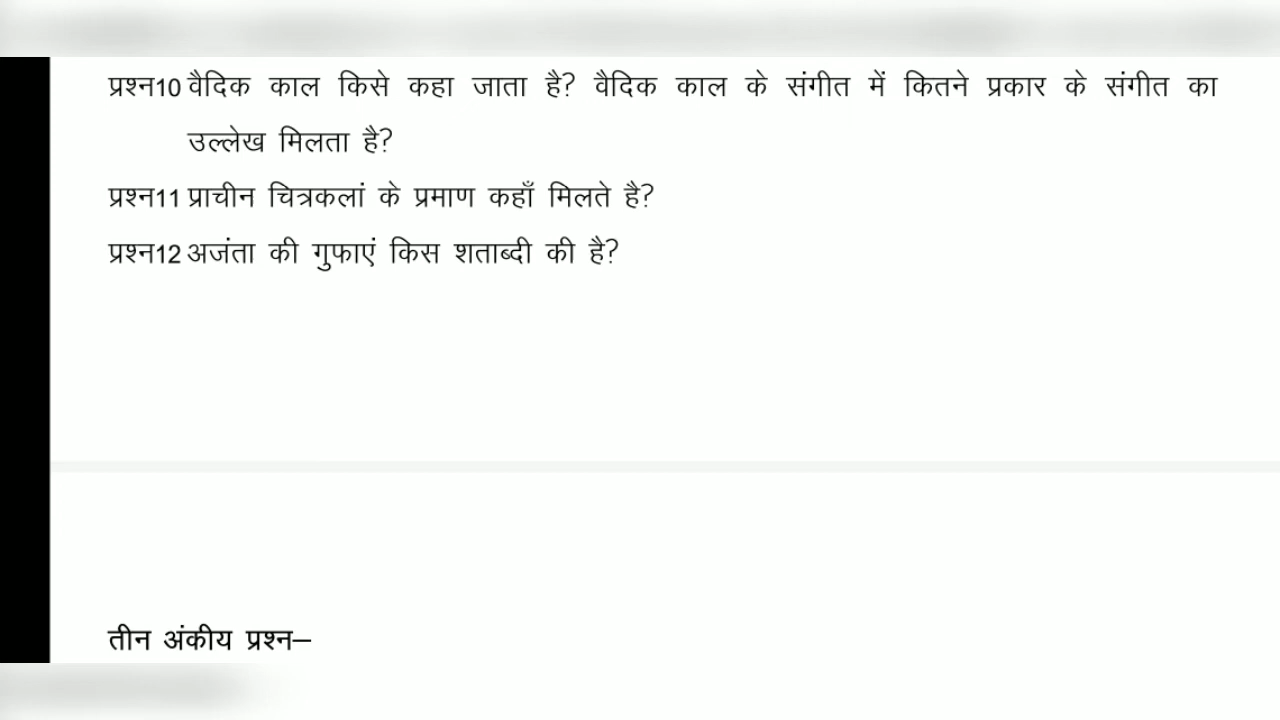 प्रश्न10 वैदिक काल किसे कहा जाता है? वैदिक काल के संगीत में कितने प्रकार के संगीत का
उल्लेख मिलता है?
प्रश्न11 प्राचीन चित्रकलां के प्रमाण कहाँ मिलते है?
प्रश्न12 अजंता की गुफाएं किस शताब्दी की है?
तीन अंकीय प्रश्न–